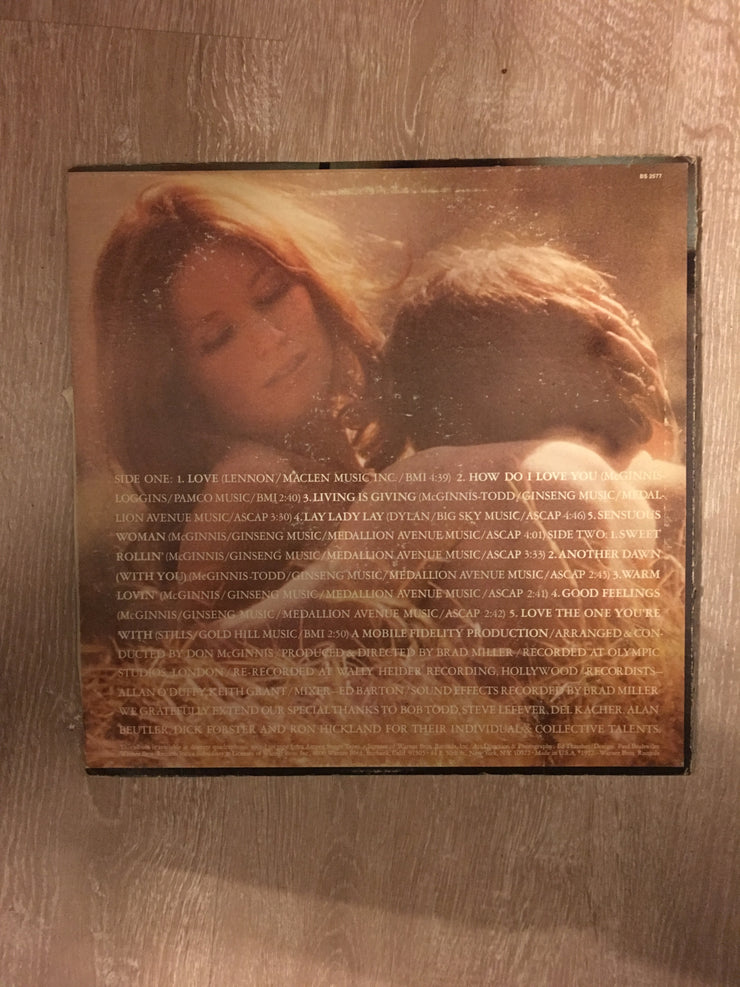 BS 2677
SIDE ONE: 1. LOVE (LENNON/MACLEN MUSIC INC./BMI 4:39) 2. HOW DO I LOVE YOU (McGINNIS-
LOGGINS/PAMCO MUSIC/BMI 2:40) 3. LIVING IS GIVING (McGINNIS-TODD/GINSENG MUSIC/MEDAL-
LION AVENUE MUSIC/ASCAP 3:30) 4. LAY LADY LAY (DYLAN/BIG SKY MUSIC/ASCAP 4:46) 5. SENSUOUS
WOMAN (McGINNIS/GINSENG MUSIC/MEDALLION AVENUE MUSIC/ASCAP 4:01) SIDE TWO: 1. SWEET
ROLLIN' (McGINNIS/GINSENG MUSIC/MEDALLION AVENUE MUSIC/ASCAP 3:33) 2. ANOTHER DAWN
(WITH YOU) (McGINNIS-TODD/GINSENG MUSIC/MEDALLION AVENUE MUSIC/ASCAP 2:45) 3. WARM
LOVIN' (McGINNIS/GINSENG MUSIC/MEDALLION AVENUE MUSIC/ASCAP 2:41) 4. GOOD FEELINGS
(McGINNIS/GINSENG MUSIC/MEDALLION AVENUE MUSIC/ASCAP 2:42) 5. LOVE THE ONE YOU'RE
WITH (STILLS/GOLD HILL MUSIC/BMI 2:50) A MOBILE FIDELITY PRODUCTION/ARRANGED & CON-
DUCTED BY DON McGINNIS/PRODUCED & DIRECTED BY BRAD MILLER/RECORDED AT OLYMPIC
STUDIOS, LONDON/RE-RECORDED AT WALLY HEIDER RECORDING, HOLLYWOOD/RECORDISTS—
ALLAN O'DUFFY, KEITH GRANT/MIXER—ED BARTON/SOUND EFFECTS RECORDED BY BRAD MILLER
WE GRATEFULLY EXTEND OUR SPECIAL THANKS TO BOB TODD, STEVE LEFEVER, DEL KACHER, ALAN
BEUTLER, DICK FORSTER AND RON HICKLAND FOR THEIR INDIVIDUAL & COLLECTIVE TALENTS.
Photography: Ed Thrasher/Design:
Made in U.S.A. Warner Bros. Records